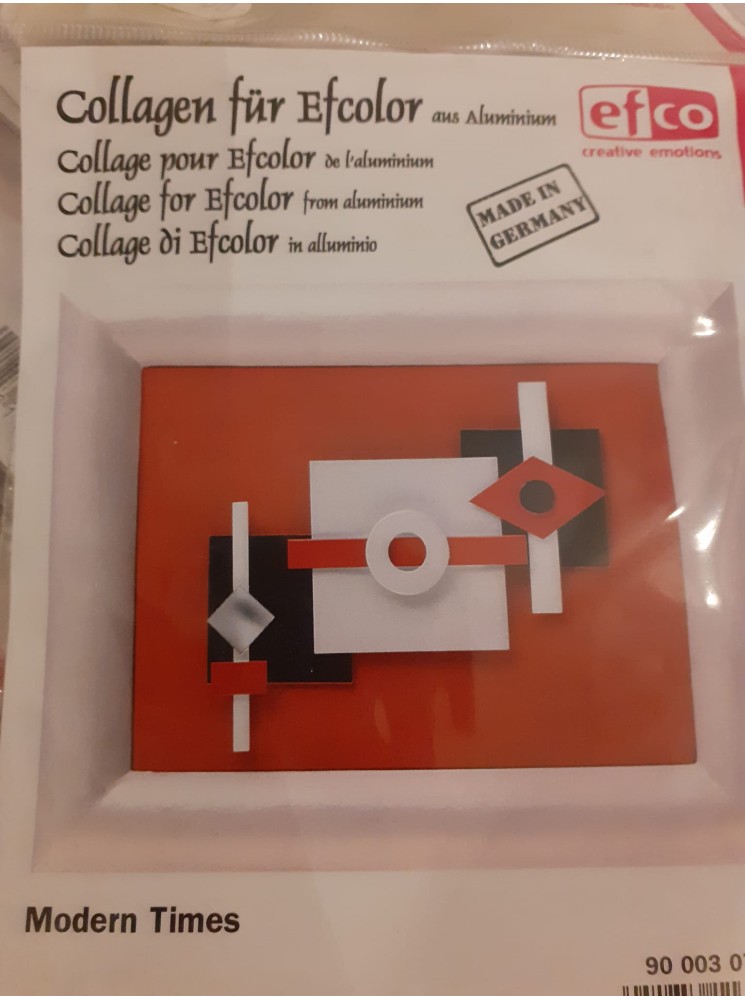 Collagen für Efcolor aus Aluminium
Collage pour Efcolor de l'aluminium
Collage for Efcolor from aluminium
Collage di Efcolor in alluminio
efco
creative emotions
MADE IN
GERMANY
Modern Times
90 003